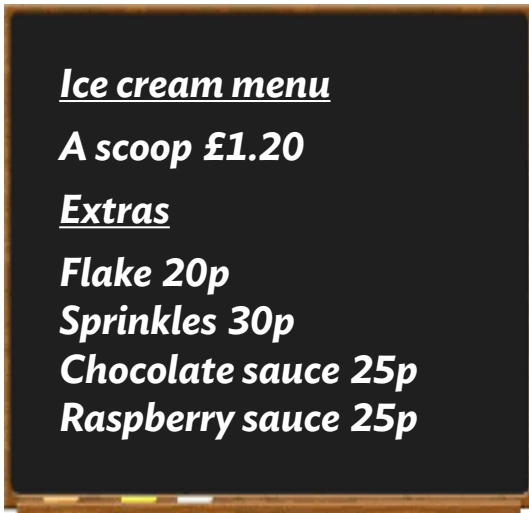 Ice cream menu
A scoop £1.20
Extras
Flake 20p
Sprinkles 30p
Chocolate sauce 25p
Raspberry sauce 25p